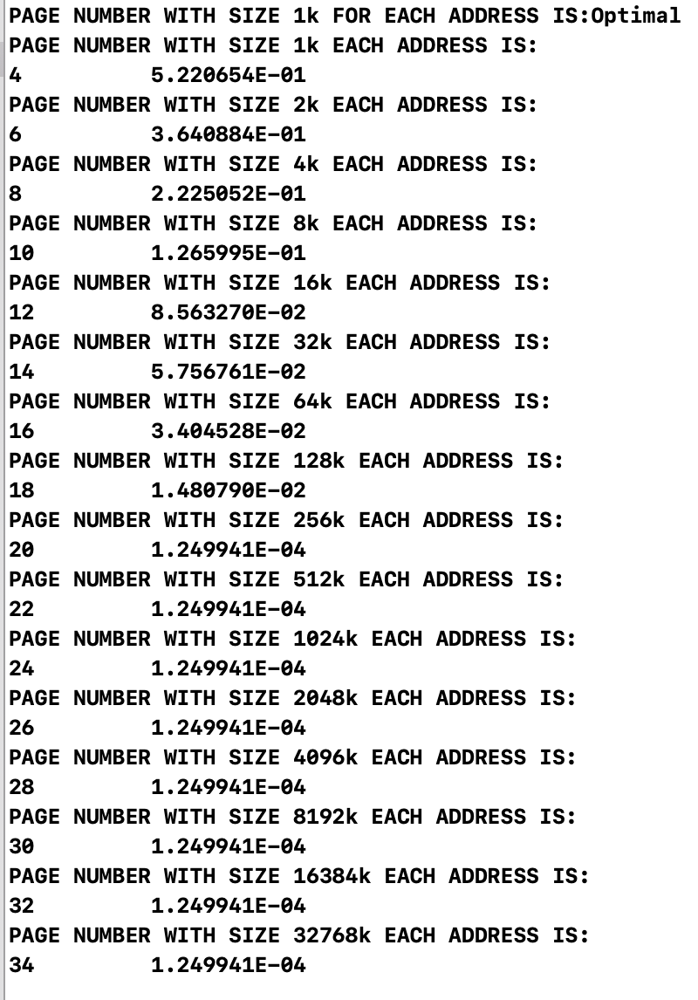 PAGE NUMBER WITH SIZE 1k FOR EACH ADDRESS IS:Optimal
PAGE NUMBER WITH SIZE 1k EACH ADDRESS IS:
4 5.220654E-01
PAGE NUMBER WITH SIZE 2k EACH ADDRESS IS:
6 3.640884E-01
PAGE NUMBER WITH SIZE 4k EACH ADDRESS IS:
8 2.225052E-01
PAGE NUMBER WITH SIZE 8k EACH ADDRESS IS:
10 1.265995E-01
PAGE NUMBER WITH SIZE 16k EACH ADDRESS IS:
12 8.563270E-02
PAGE NUMBER WITH SIZE 32k EACH ADDRESS IS:
14 5.756761E-02
PAGE NUMBER WITH SIZE 64k EACH ADDRESS IS:
16 3.404528E-02
PAGE NUMBER WITH SIZE 128k EACH ADDRESS IS:
18 1.480790E-02
PAGE NUMBER WITH SIZE 256k EACH ADDRESS IS:
20 1.249941E-04
PAGE NUMBER WITH SIZE 512k EACH ADDRESS IS:
22 1.249941E-04
PAGE NUMBER WITH SIZE 1024k EACH ADDRESS IS:
24 1.249941E-04
PAGE NUMBER WITH SIZE 2048k EACH ADDRESS IS:
26 1.249941E-04
PAGE NUMBER WITH SIZE 4096k EACH ADDRESS IS:
28 1.249941E-04
PAGE NUMBER WITH SIZE 8192k EACH ADDRESS IS:
30 1.249941E-04
PAGE NUMBER WITH SIZE 16384k EACH ADDRESS IS:
32 1.249941E-04
PAGE NUMBER WITH SIZE 32768k EACH ADDRESS IS:
34 1.249941E-04